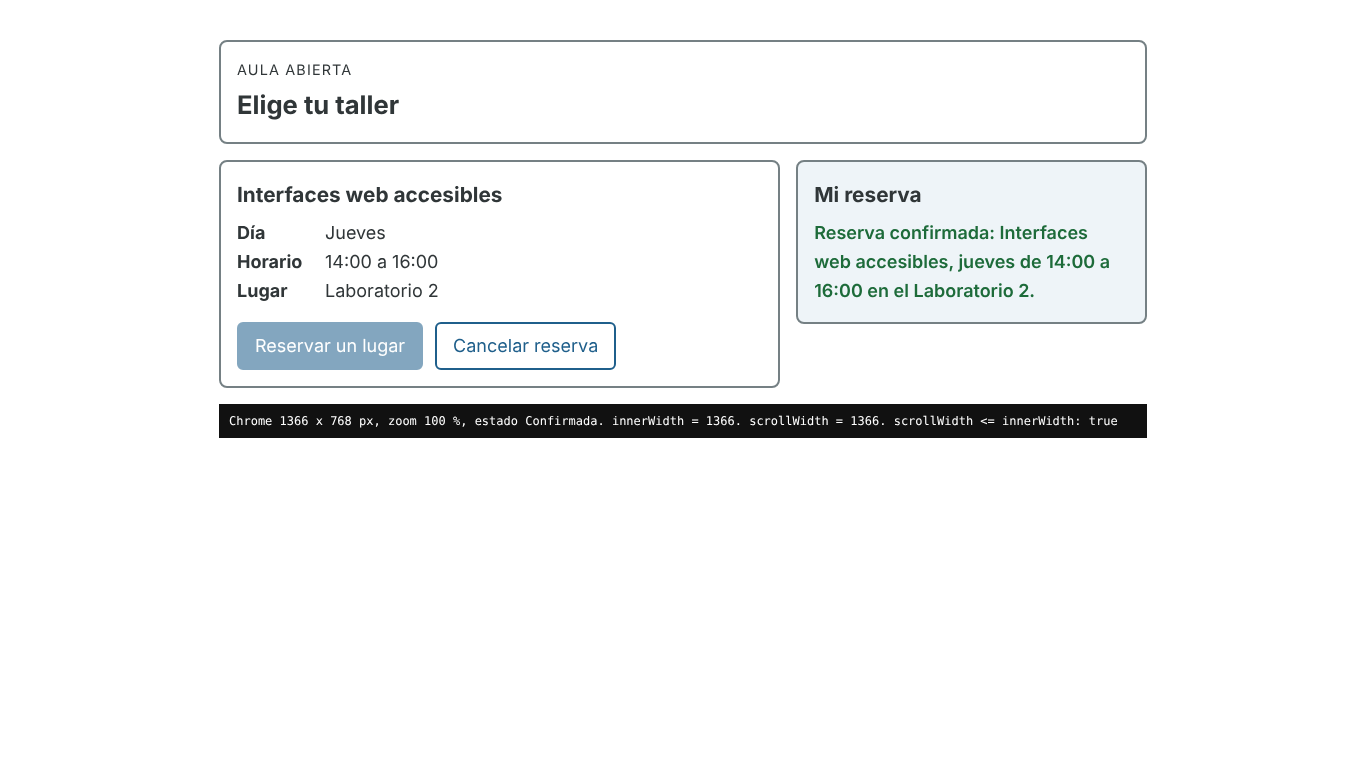 AULA ABIERTA
Elige tu taller
Interfaces web accesibles
Día Jueves
Horario 14:00 a 16:00
Lugar Laboratorio 2
Reservar un lugar Cancelar reserva
Mi reserva
Reserva confirmada: Interfaces
web accesibles, jueves de 14:00 a
16:00 en el Laboratorio 2.
Chrome 1366 x 768 px, zoom 100 %, estado Confirmada. innerWidth = 1366. scrollWidth = 1366. scrollWidth <= innerWidth: true